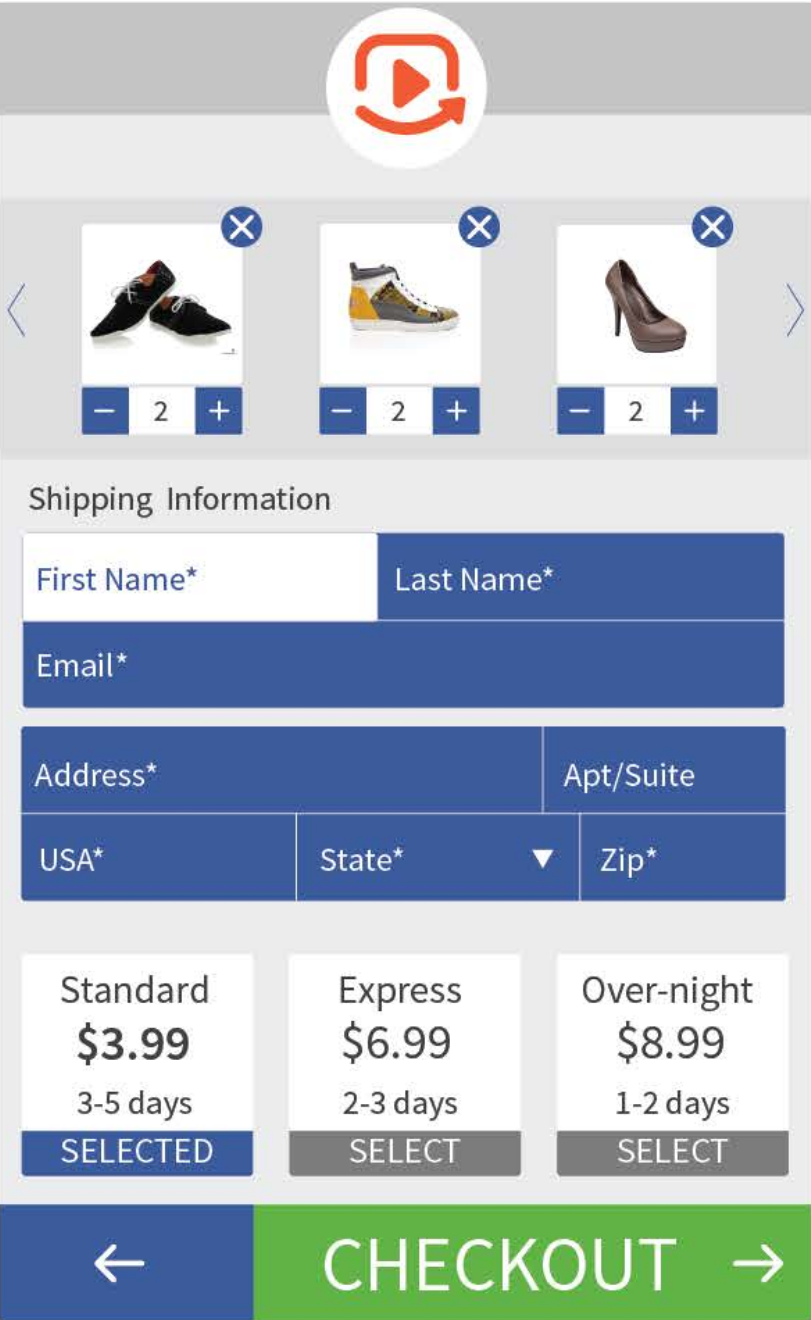 2 2 2
Shipping Information
First Name* Last Name*
Email*
Address* Apt/Suite
USA* State* Zip*
Standard Express Over-night
$3.99 $6.99 $8.99
3-5 days 2-3 days 1-2 days
SELECTED SELECT SELECT
CHECKOUT